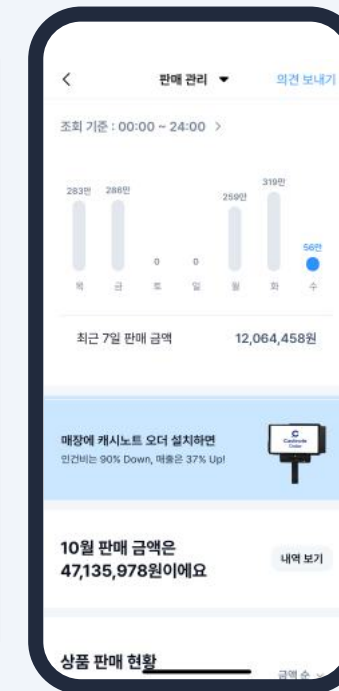 판매 관리 ▼ 의견 보내기
조회 기준 : 00:00 ~ 24:00 >
283만 286만 0 0 259만 319만 56만
목 금 토 일 월 화 수
최근 7일 판매 금액 12,064,458원
매장에 캐시노트 오더 설치하면
인건비는 90% Down, 매출은 37% Up!
Cashnote
Order
10월 판매 금액은
47,135,978원이에요
내역 보기
상품 판매 현황
금액 순